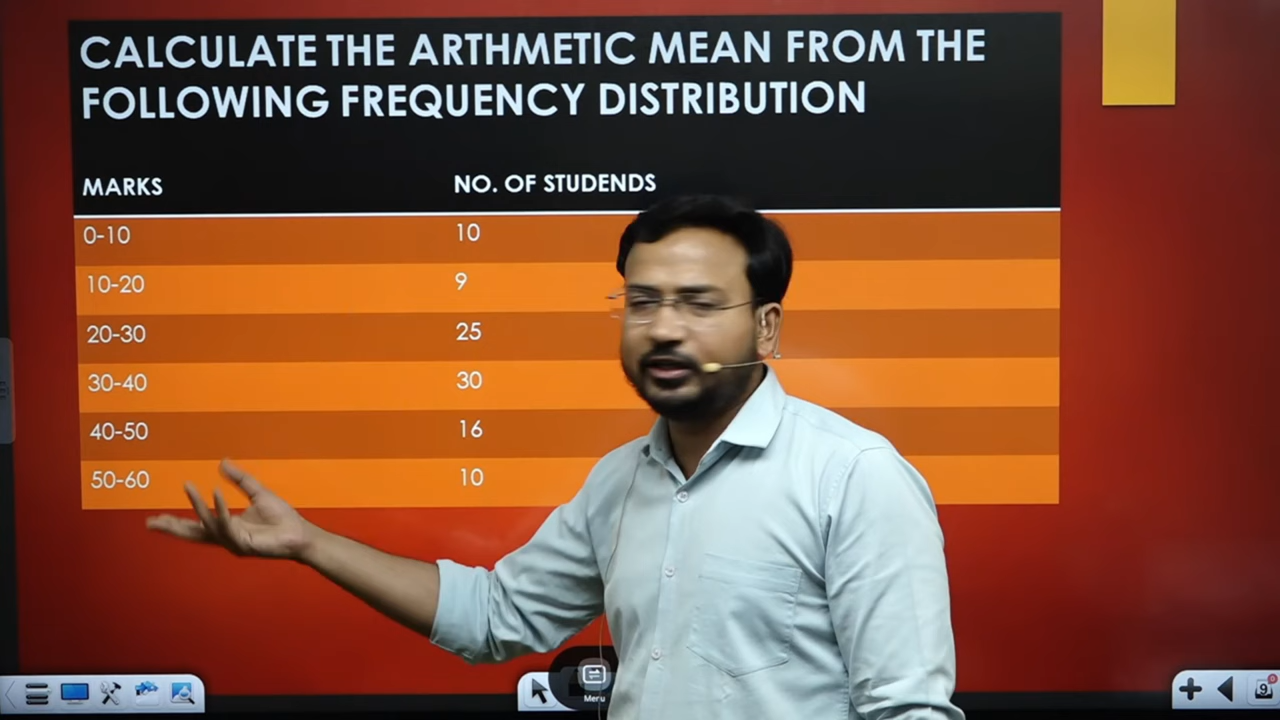 CALCULATE THE ARTHMETIC MEAN FROM THE
FOLLOWING FREQUENCY DISTRIBUTION
MARKS NO. OF STUDENDS
0-10 10
10-20 9
20-30 25
30-40 30
40-50 16
50-60 10
Menu
9